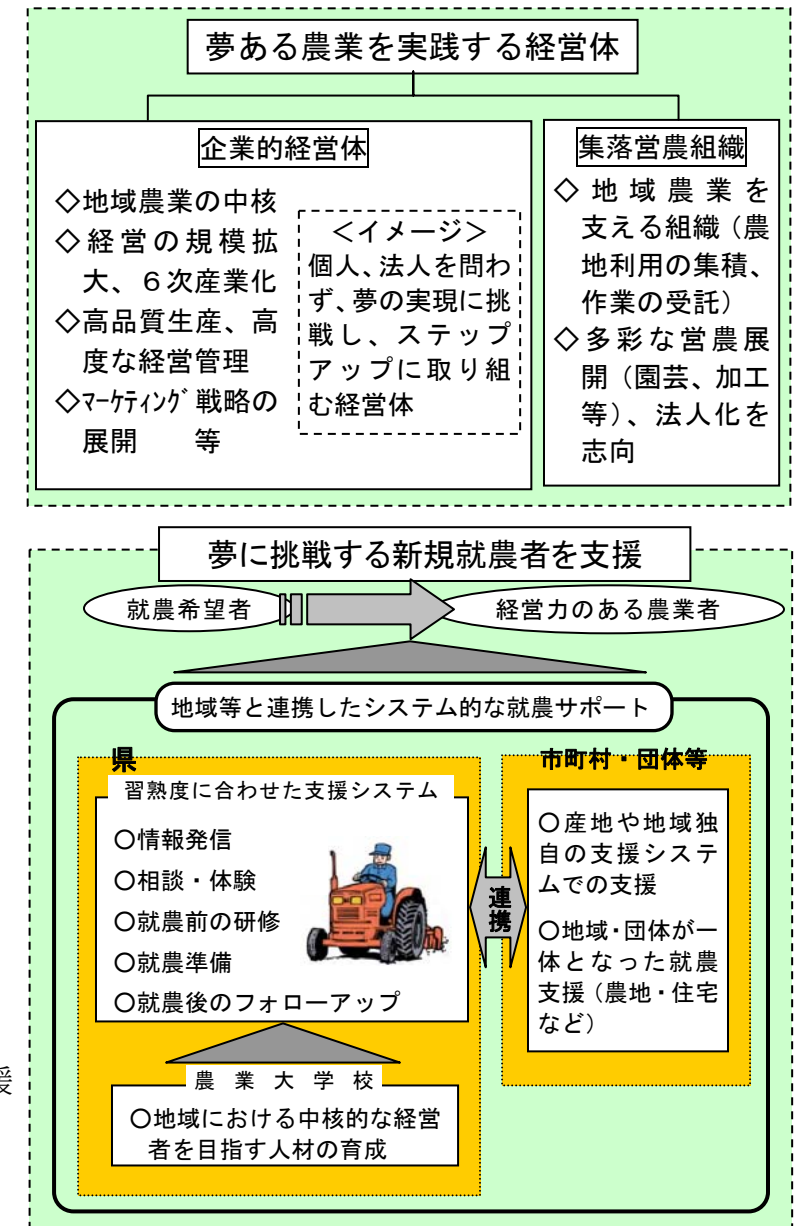 夢ある農業を実践する経営体
企業的経営体
◇地域農業の中核
◇経営の規模拡
大、６次産業化
◇高品質生産、高
度な経営管理
◇ﾏｰｹﾃｨﾝｸﾞ戦略の
展開　　等
＜イメージ＞
個人、法人を問わ
ず、夢の実現に挑
戦し、ステップ
アップに取り組
む経営体
集落営農組織
◇地域農業を
支える組織（農
地利用の集積、
作業の受託）
◇多彩な営農展
開（園芸、加工
等）、法人化を
志向
夢に挑戦する新規就農者を支援
就農希望者
経営力のある農業者
地域等と連携したシステム的な就農サポート
県
習熟度に合わせた支援システム
○情報発信
○相談・体験
○就農前の研修
○就農準備
○就農後のフォローアップ
農業大学校
○地域における中核的な経営
者を目指す人材の育成
連携
市町村・団体等
○産地や地域独
自の支援システ
ムでの支援
○地域・団体が一
体となった就農
支援（農地・住宅
など）
援